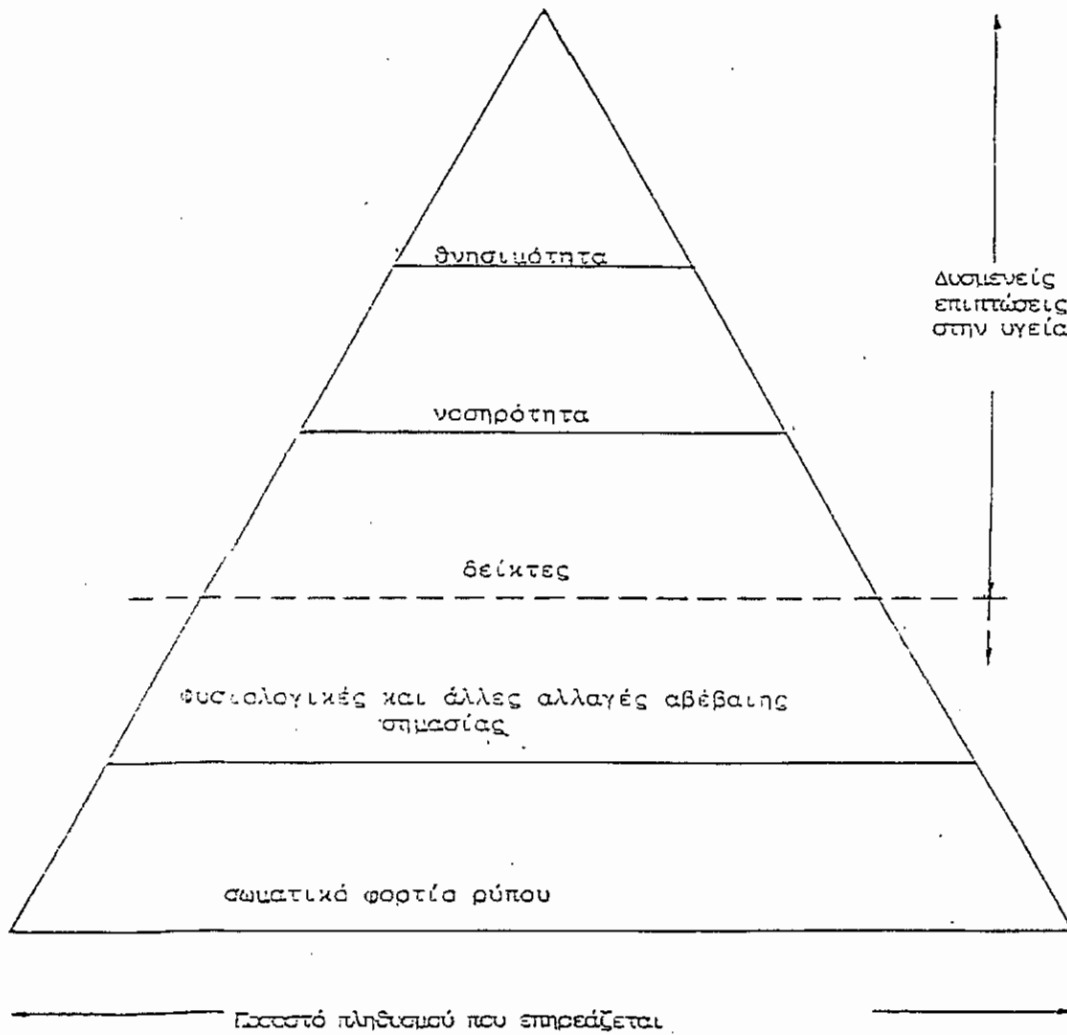 θνησιμότητα
Δυσμενείς
επιπτώσεις
στην υγεία
νοσηρότητα
δείκτες
φυσιολογικές και άλλες αλλαγές αβέβαιης
σημασίας
σωματικό φορτίο ρύπου
Ποσοστό πληθυσμού που επηρεάζεται